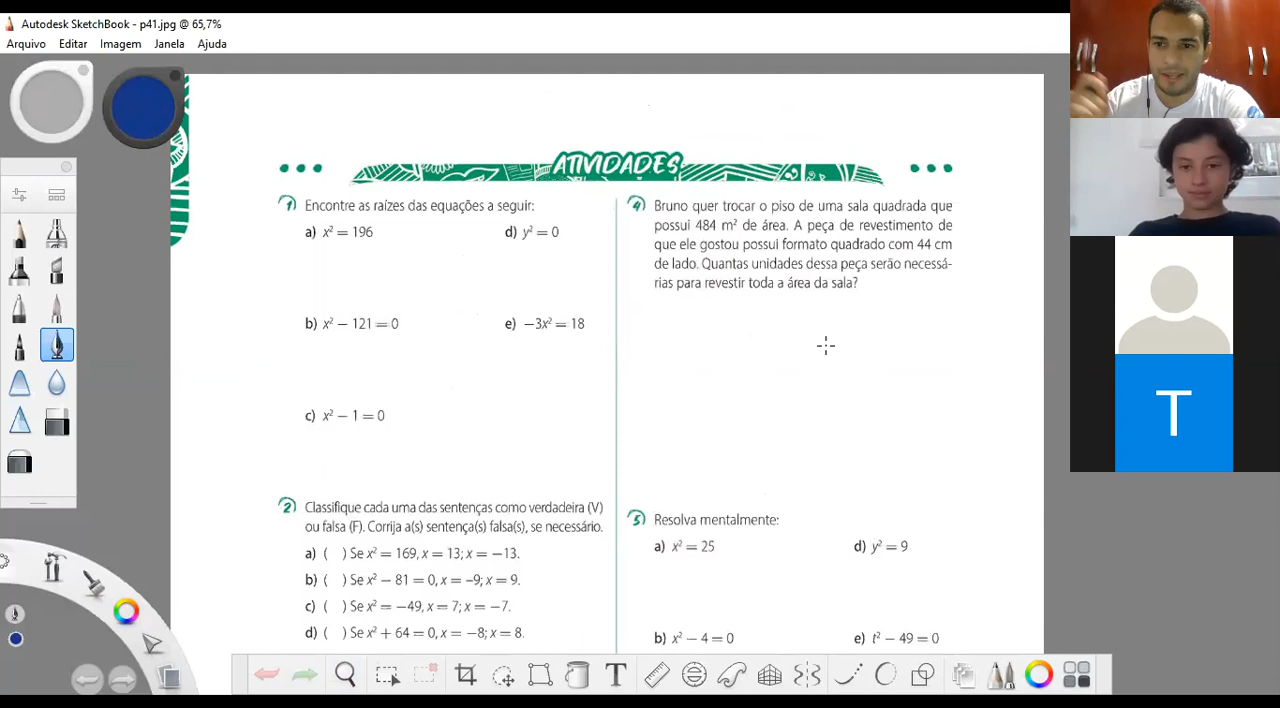 Autodesk SketchBook - p41.jpg @ 65,7%
Arquivo Editar Imagem Janela Ajuda
ATIVIDADES
1 Encontre as raízes das equações a seguir:
a) x² = 196
d) y² = 0
b) x² − 121 = 0
e) −3x² = 18
c) x² − 1 = 0
2 Classifique cada uma das sentenças como verdadeira (V)
ou falsa (F). Corrija a(s) sentença(s) falsa(s), se necessário.
a) ( ) Se x² = 169, x = 13; x = −13.
b) ( ) Se x² − 81 = 0, x = −9; x = 9.
c) ( ) Se x² = −49, x = 7; x = −7.
d) ( ) Se x² + 64 = 0, x = −8; x = 8.
4 Bruno quer trocar o piso de uma sala quadrada que
possui 484 m² de área. A peça de revestimento de
que ele gostou possui formato quadrado com 44 cm
de lado. Quantas unidades dessa peça serão necessá-
rias para revestir toda a área da sala?
5 Resolva mentalmente:
a) x² = 25
d) y² = 9
b) x² − 4 = 0
e) t² − 49 = 0
T
T